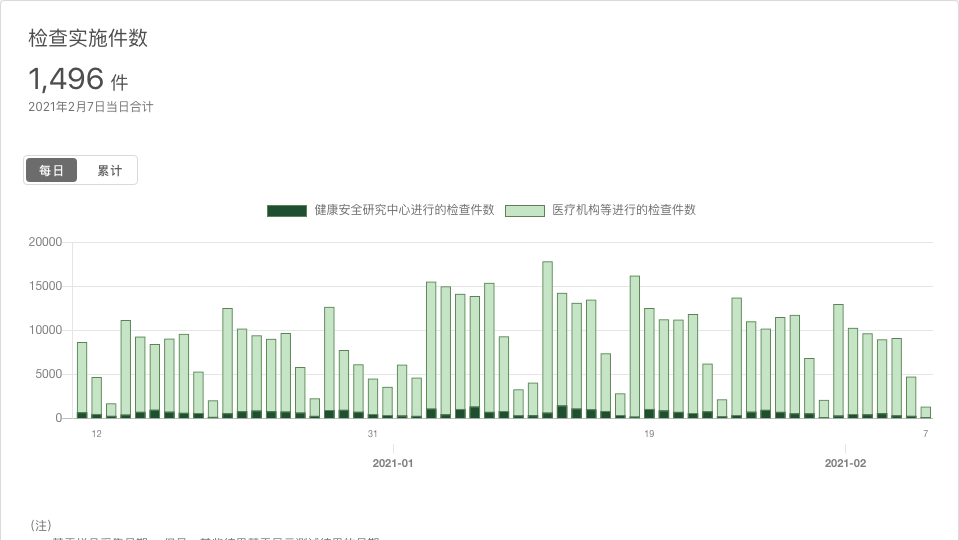 检查实施件数
1,496 件
2021年2月7日当日合计
每日 累计
健康安全研究中心进行的检查件数 医疗机构等进行的检查件数
20000
15000
10000
5000
0
12 31 19 7
2021-01 2021-02
(注)